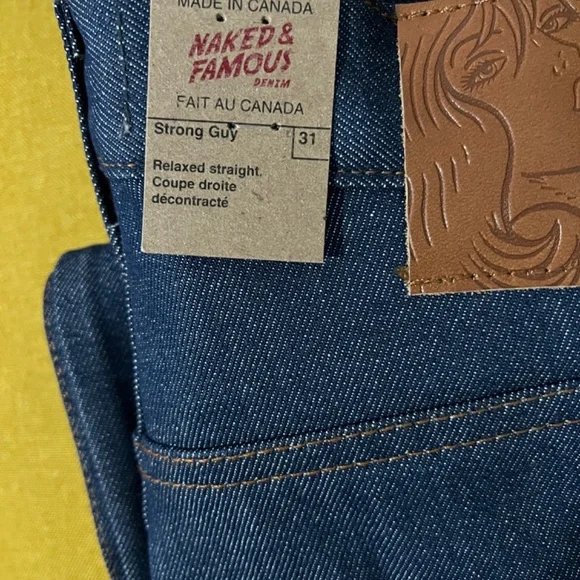 MADE IN CANADA
NAKED &
FAMOUS
DENIM
FAIT AU CANADA
Strong Guy 31
Relaxed straight.
Coupe droite
décontracté